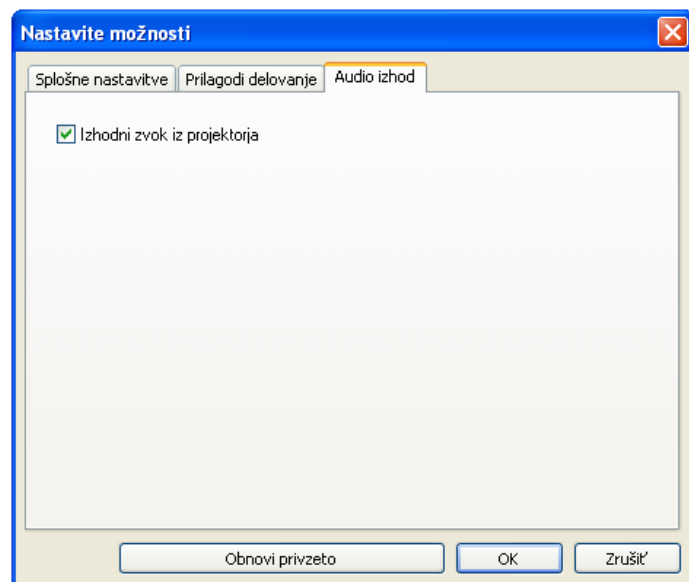 Nastavite možnosti
Splošne nastavitve Prilagodi delovanje Audio izhod
Izhodni zvok iz projektorja
Obnovi privzeto OK Zrušiť